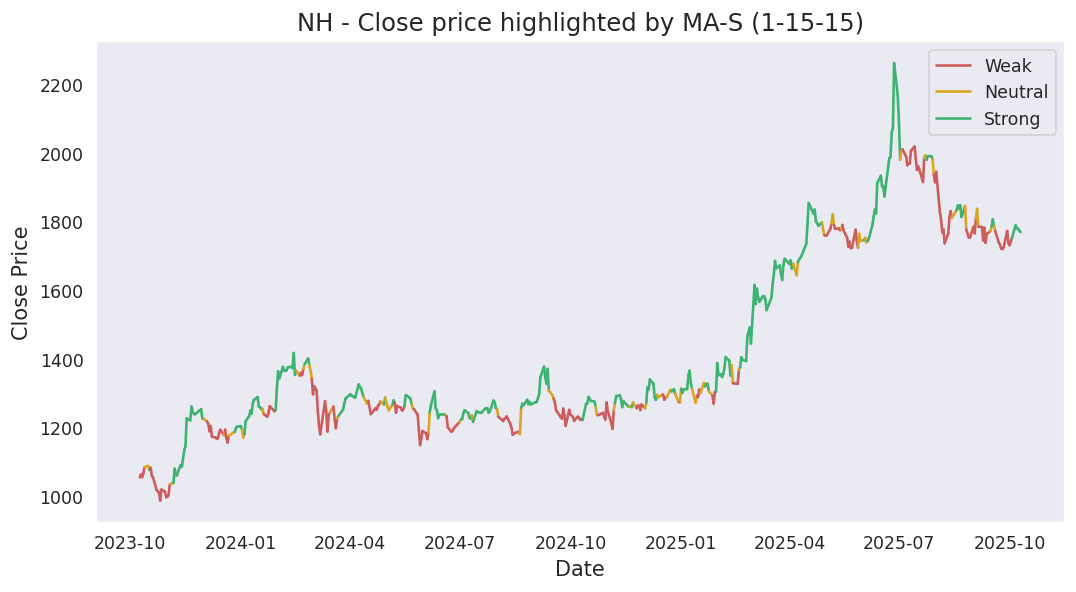 NH - Close price highlighted by MA-S (1-15-15)
Weak
Neutral
Strong
Close Price
2200
2000
1800
1600
1400
1200
1000
2023-10 2024-01 2024-04 2024-07 2024-10 2025-01 2025-04 2025-07 2025-10
Date